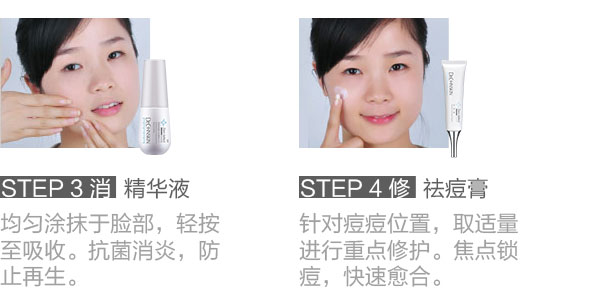 STEP 3 消 精华液
均匀涂抹于脸部，轻按
至吸收。抗菌消炎，防
止再生。
STEP 4 修 祛痘膏
针对痘痘位置，取适量
进行重点修护。焦点锁
痘，快速愈合。